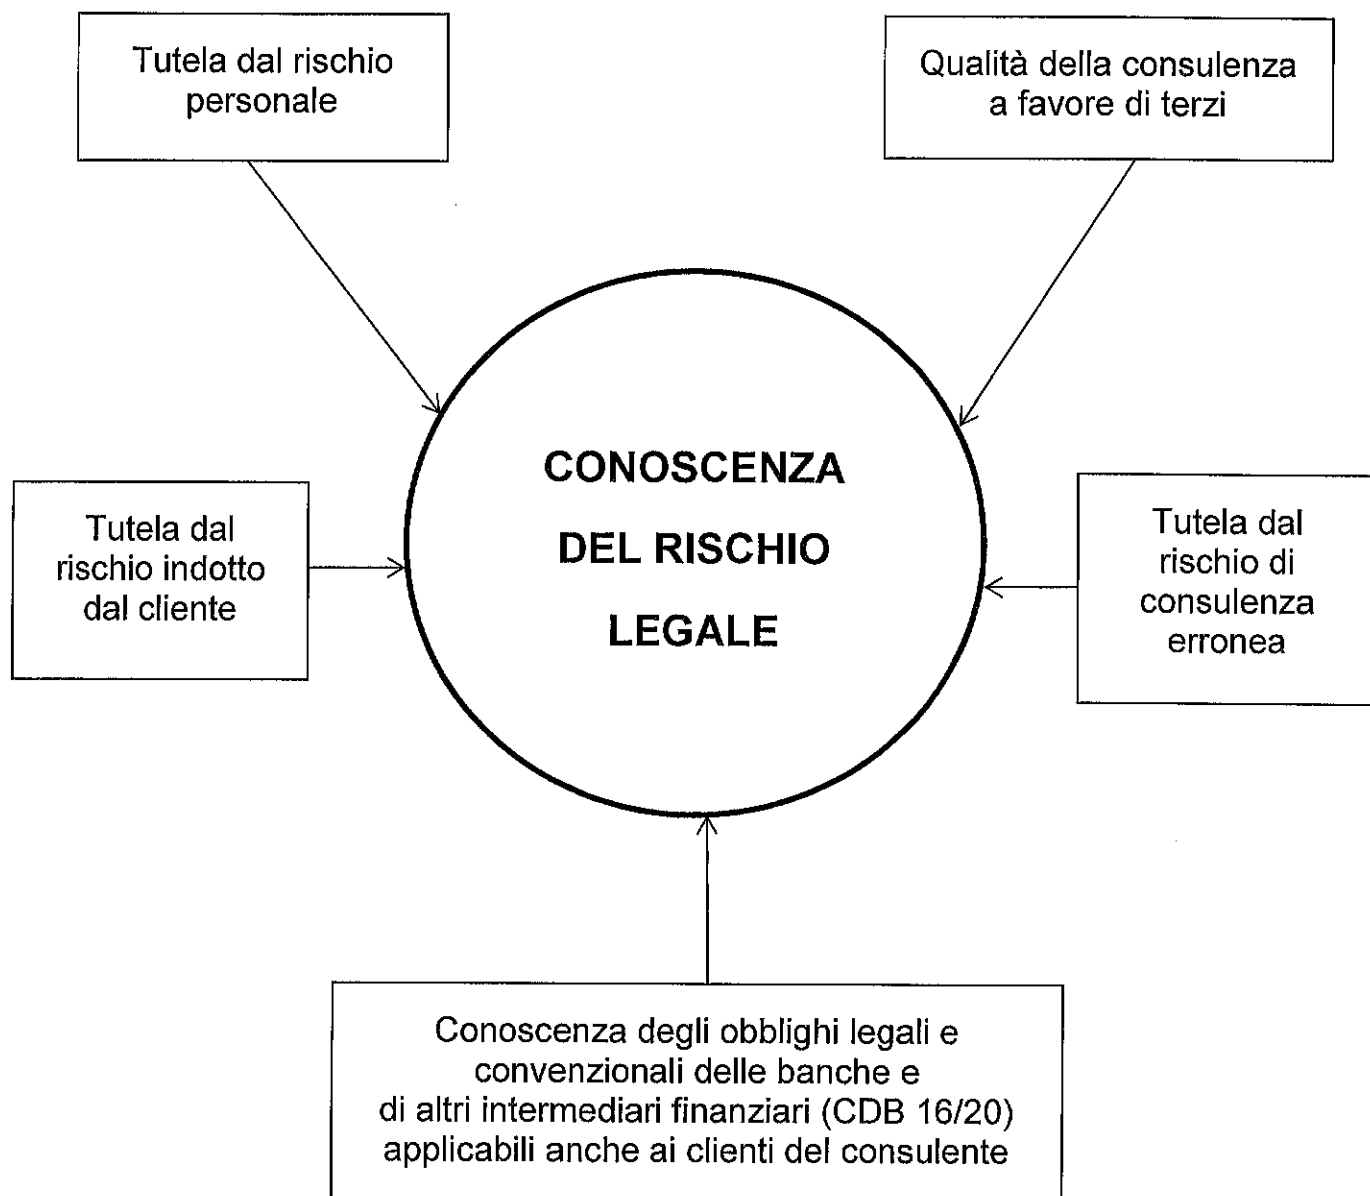 Tutela dal rischio
personale
Qualità della consulenza
a favore di terzi
CONOSCENZA
DEL RISCHIO
LEGALE
Tutela dal
rischio indotto
dal cliente
Tutela dal
rischio di
consulenza
erronea
Conoscenza degli obblighi legali e
convenzionali delle banche e
di altri intermediari finanziari (CDB 16/20)
applicabili anche ai clienti del consulente